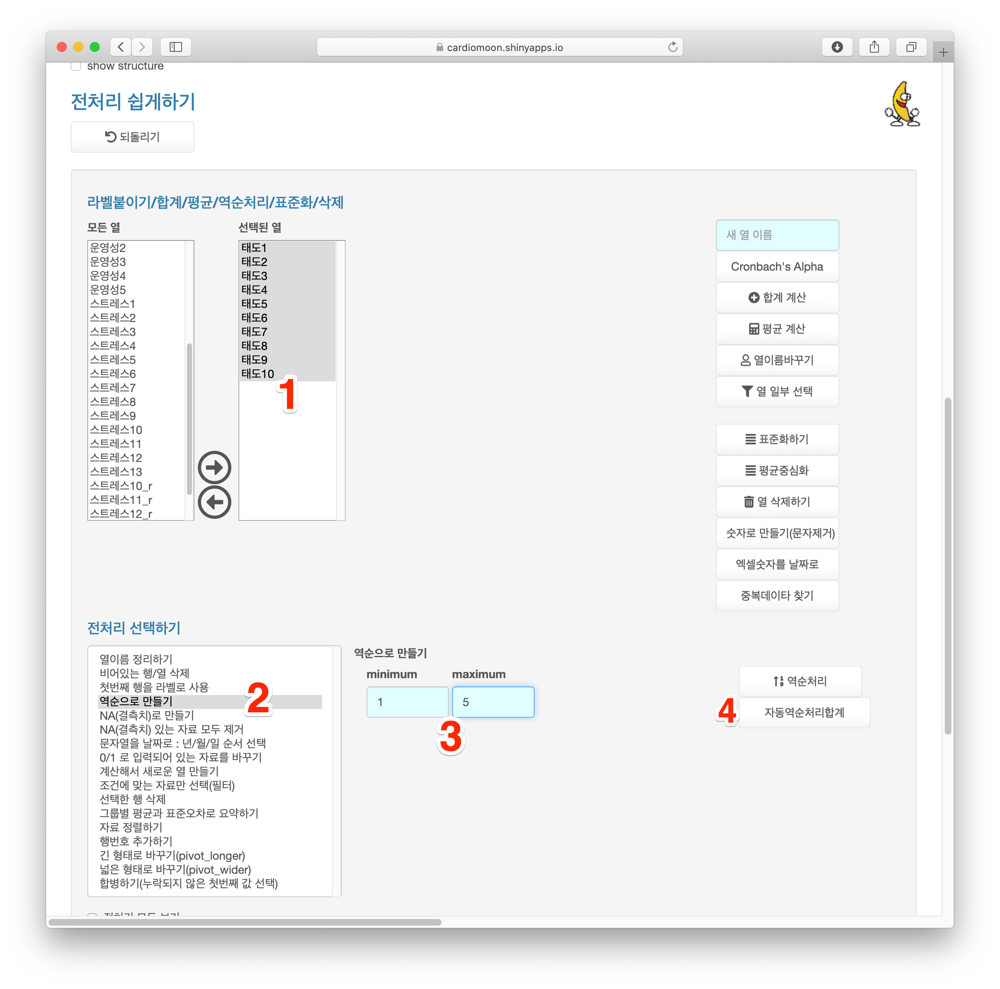 cardiomoon.shinyapps.io
show structure
전처리 쉽게하기
되돌리기
라벨붙이기/합계/평균/역순처리/표준화/삭제
모든 열
운영성2
운영성3
운영성4
운영성5
스트레스1
스트레스2
스트레스3
스트레스4
스트레스5
스트레스6
스트레스7
스트레스8
스트레스9
스트레스10
스트레스11
스트레스12
스트레스13
스트레스10_r
스트레스11_r
스트레스12_r
선택된 열
태도1
태도2
태도3
태도4
태도5
태도6
태도7
태도8
태도9
태도10
1
새 열 이름
Cronbach's Alpha
합계 계산
평균 계산
열이름바꾸기
열 일부 선택
표준화하기
평균중심화
열 삭제하기
숫자로 만들기(문자제거)
엑셀숫자를 날짜로
중복데이타 찾기
전처리 선택하기
열이름 정리하기
비어있는 행/열 삭제
첫번째 행을 라벨로 사용
역순으로 만들기
2
NA(결측치)로 만들기
NA(결측치) 있는 자료 모두 제거
문자열을 날짜로 : 년/월/일 순서 선택
0/1 로 입력되어 있는 자료를 바꾸기
계산해서 새로운 열 만들기
조건에 맞는 자료만 선택(필터)
선택한 행 삭제
그룹별 평균과 표준오차로 요약하기
자료 정렬하기
행번호 추가하기
긴 형태로 바꾸기(pivot_longer)
넓은 형태로 바꾸기(pivot_wider)
합병하기(누락되지 않은 첫번째 값 선택)
역순으로 만들기
minimum maximum
1 5
3
역순처리
4 자동역순처리합계